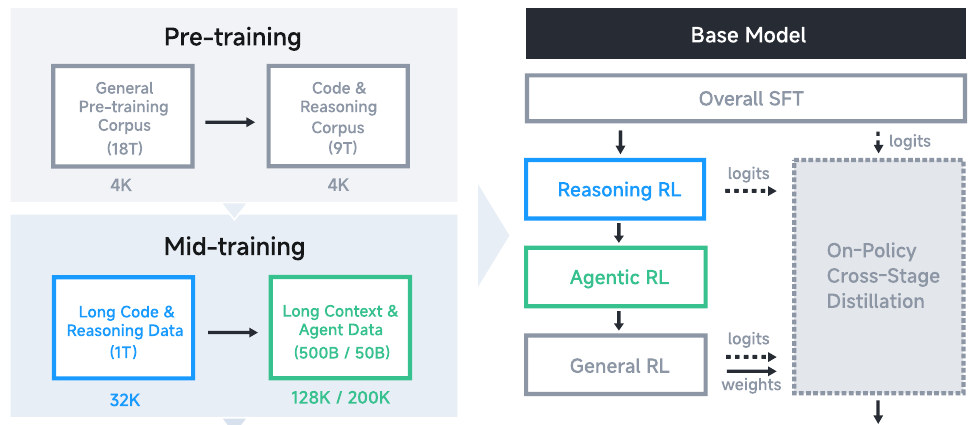 Pre-training
General
Pre-training
Corpus
(18T)
4K
Code &
Reasoning
Corpus
(9T)
4K
Mid-training
Long Code &
Reasoning Data
(1T)
32K
Long Context &
Agent Data
(500B / 50B)
128K / 200K
Base Model
Overall SFT
logits
Reasoning RL
logits
Agentic RL
General RL
logits
weights
On-Policy
Cross-Stage
Distillation